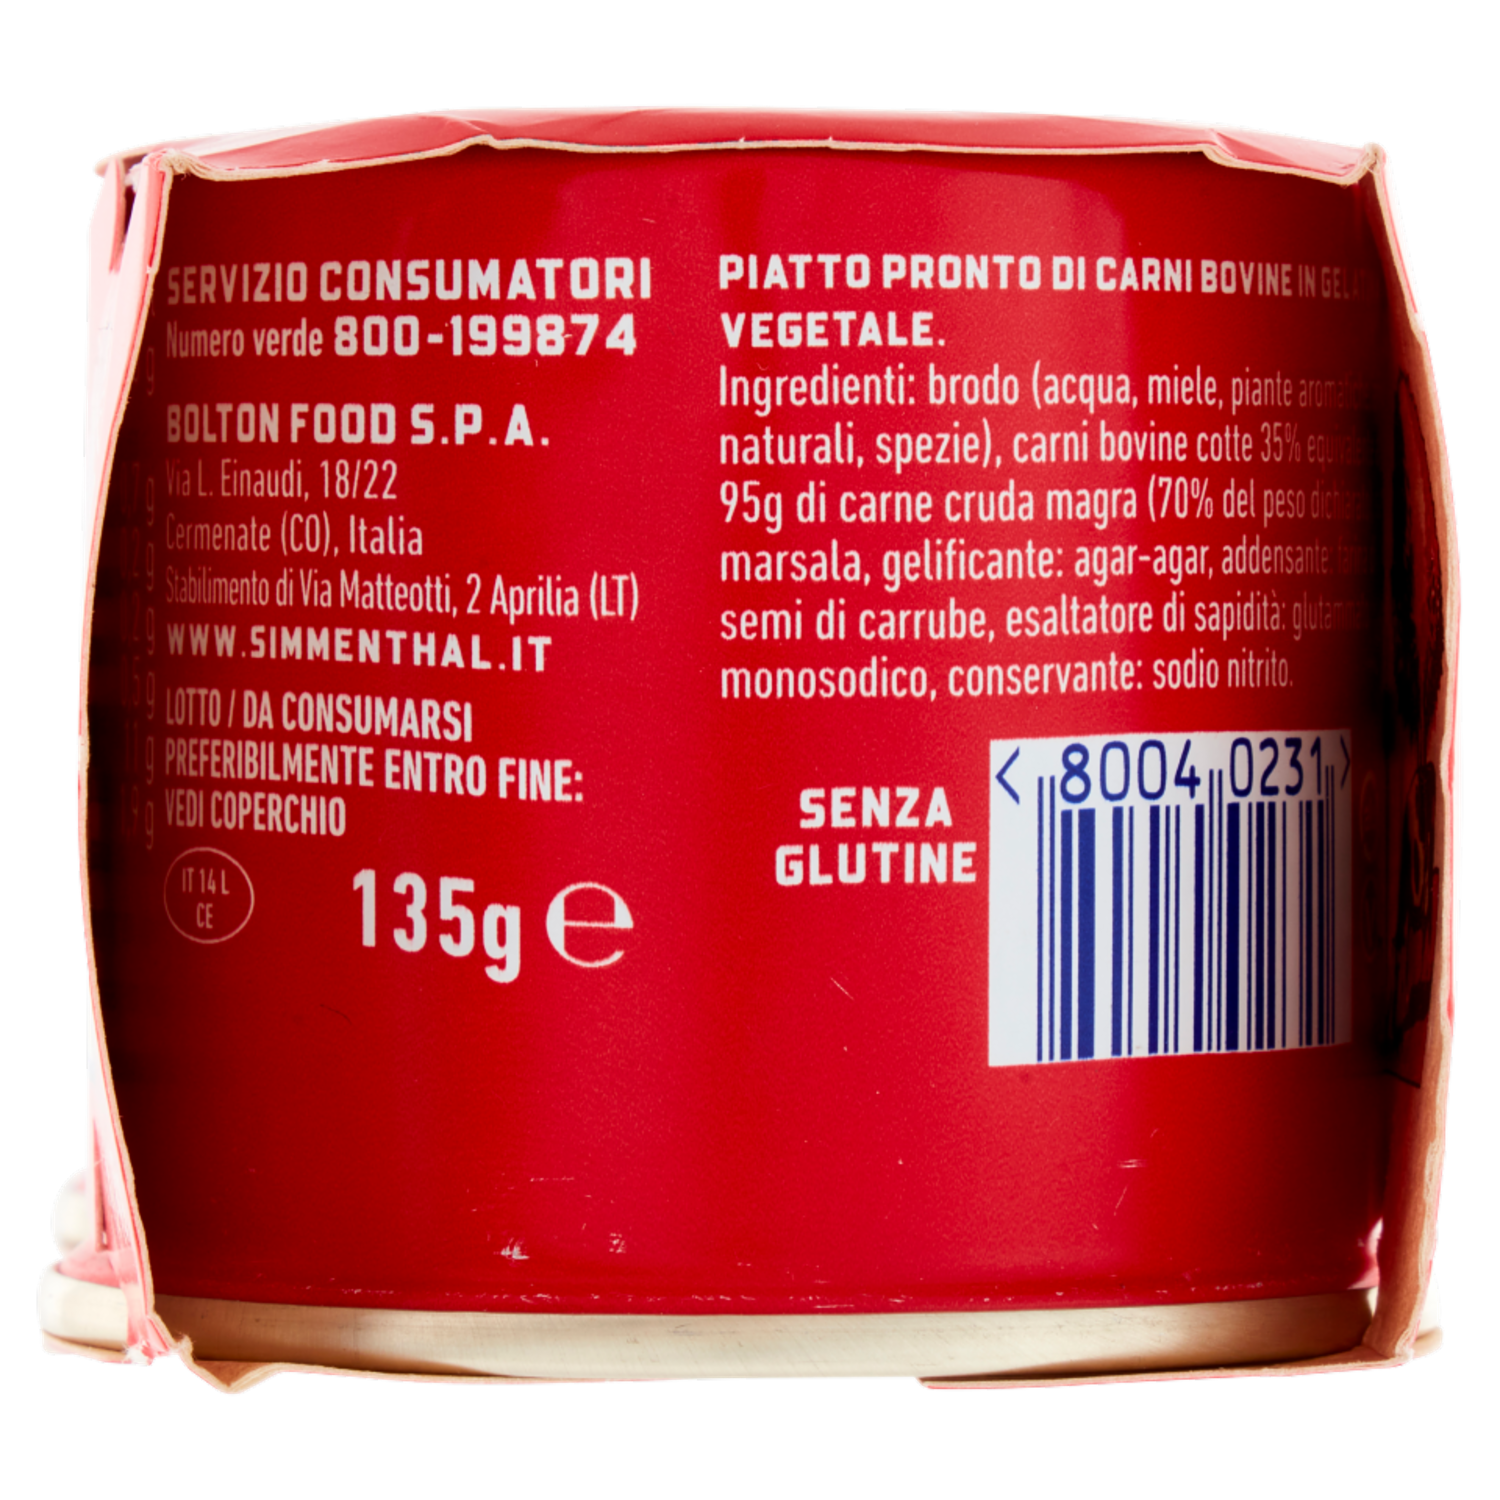 SERVIZIO CONSUMATORI
Numero verde 800-199874
BOLTON FOOD S.P.A.
Via L. Einaudi, 18/22
Cermenate (CO), Italia
Stabilimento di Via Matteotti, 2 Aprilia (LT)
WWW.SIMMENTHAL.IT
LOTTO / DA CONSUMARSI
PREFERIBILMENTE ENTRO FINE:
VEDI COPERCHIO
IT 14 L
CE
135g e
PIATTO PRONTO DI CARNI BOVINE IN
VEGETALE.
Ingredienti: brodo (acqua, miele, piante
naturali, spezie), carni bovine cotte 35%
95g di carne cruda magra (70% del peso
marsala, gelificante: agar-agar, addensante:
semi di carrube, esaltatore di sapidità:
monosodico, conservante: sodio nitrito.
SENZA
GLUTINE
< 8004 0231 >